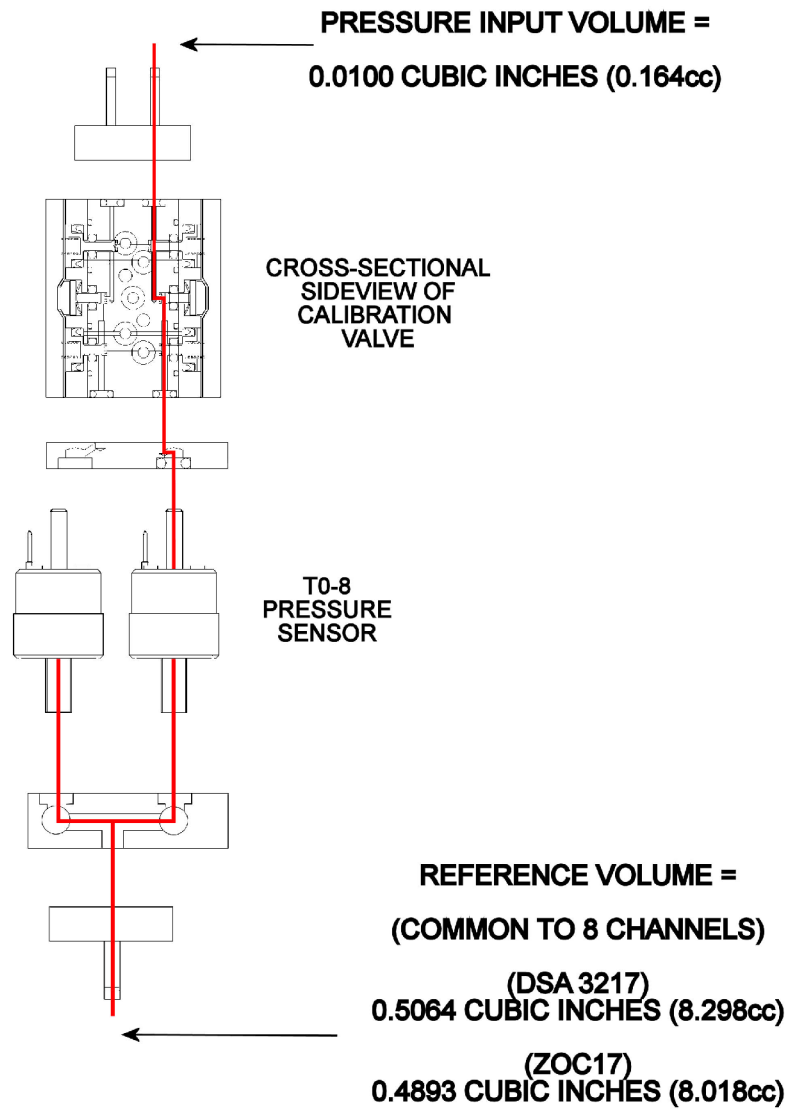 PRESSURE INPUT VOLUME =
0.0100 CUBIC INCHES (0.164cc)
CROSS-SECTIONAL
SIDEVIEW OF
CALIBRATION
VALVE
T0-8
PRESSURE
SENSOR
REFERENCE VOLUME =
(COMMON TO 8 CHANNELS)
(DSA 3217)
0.5064 CUBIC INCHES (8.298cc)
(ZOC17)
0.4893 CUBIC INCHES (8.018cc)